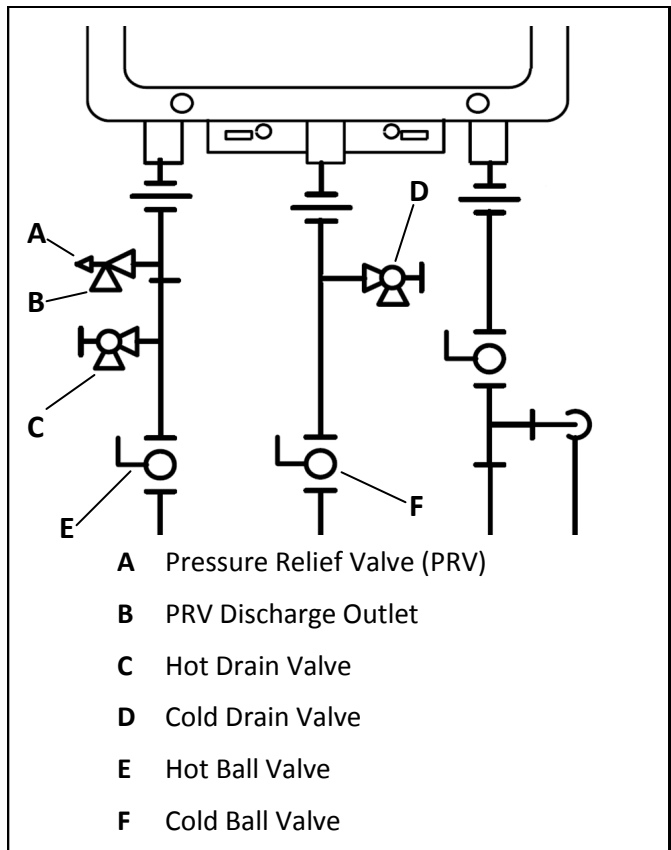 D
A
B
C
E
F
A Pressure Relief Valve (PRV)
B PRV Discharge Outlet
C Hot Drain Valve
D Cold Drain Valve
E Hot Ball Valve
F Cold Ball Valve